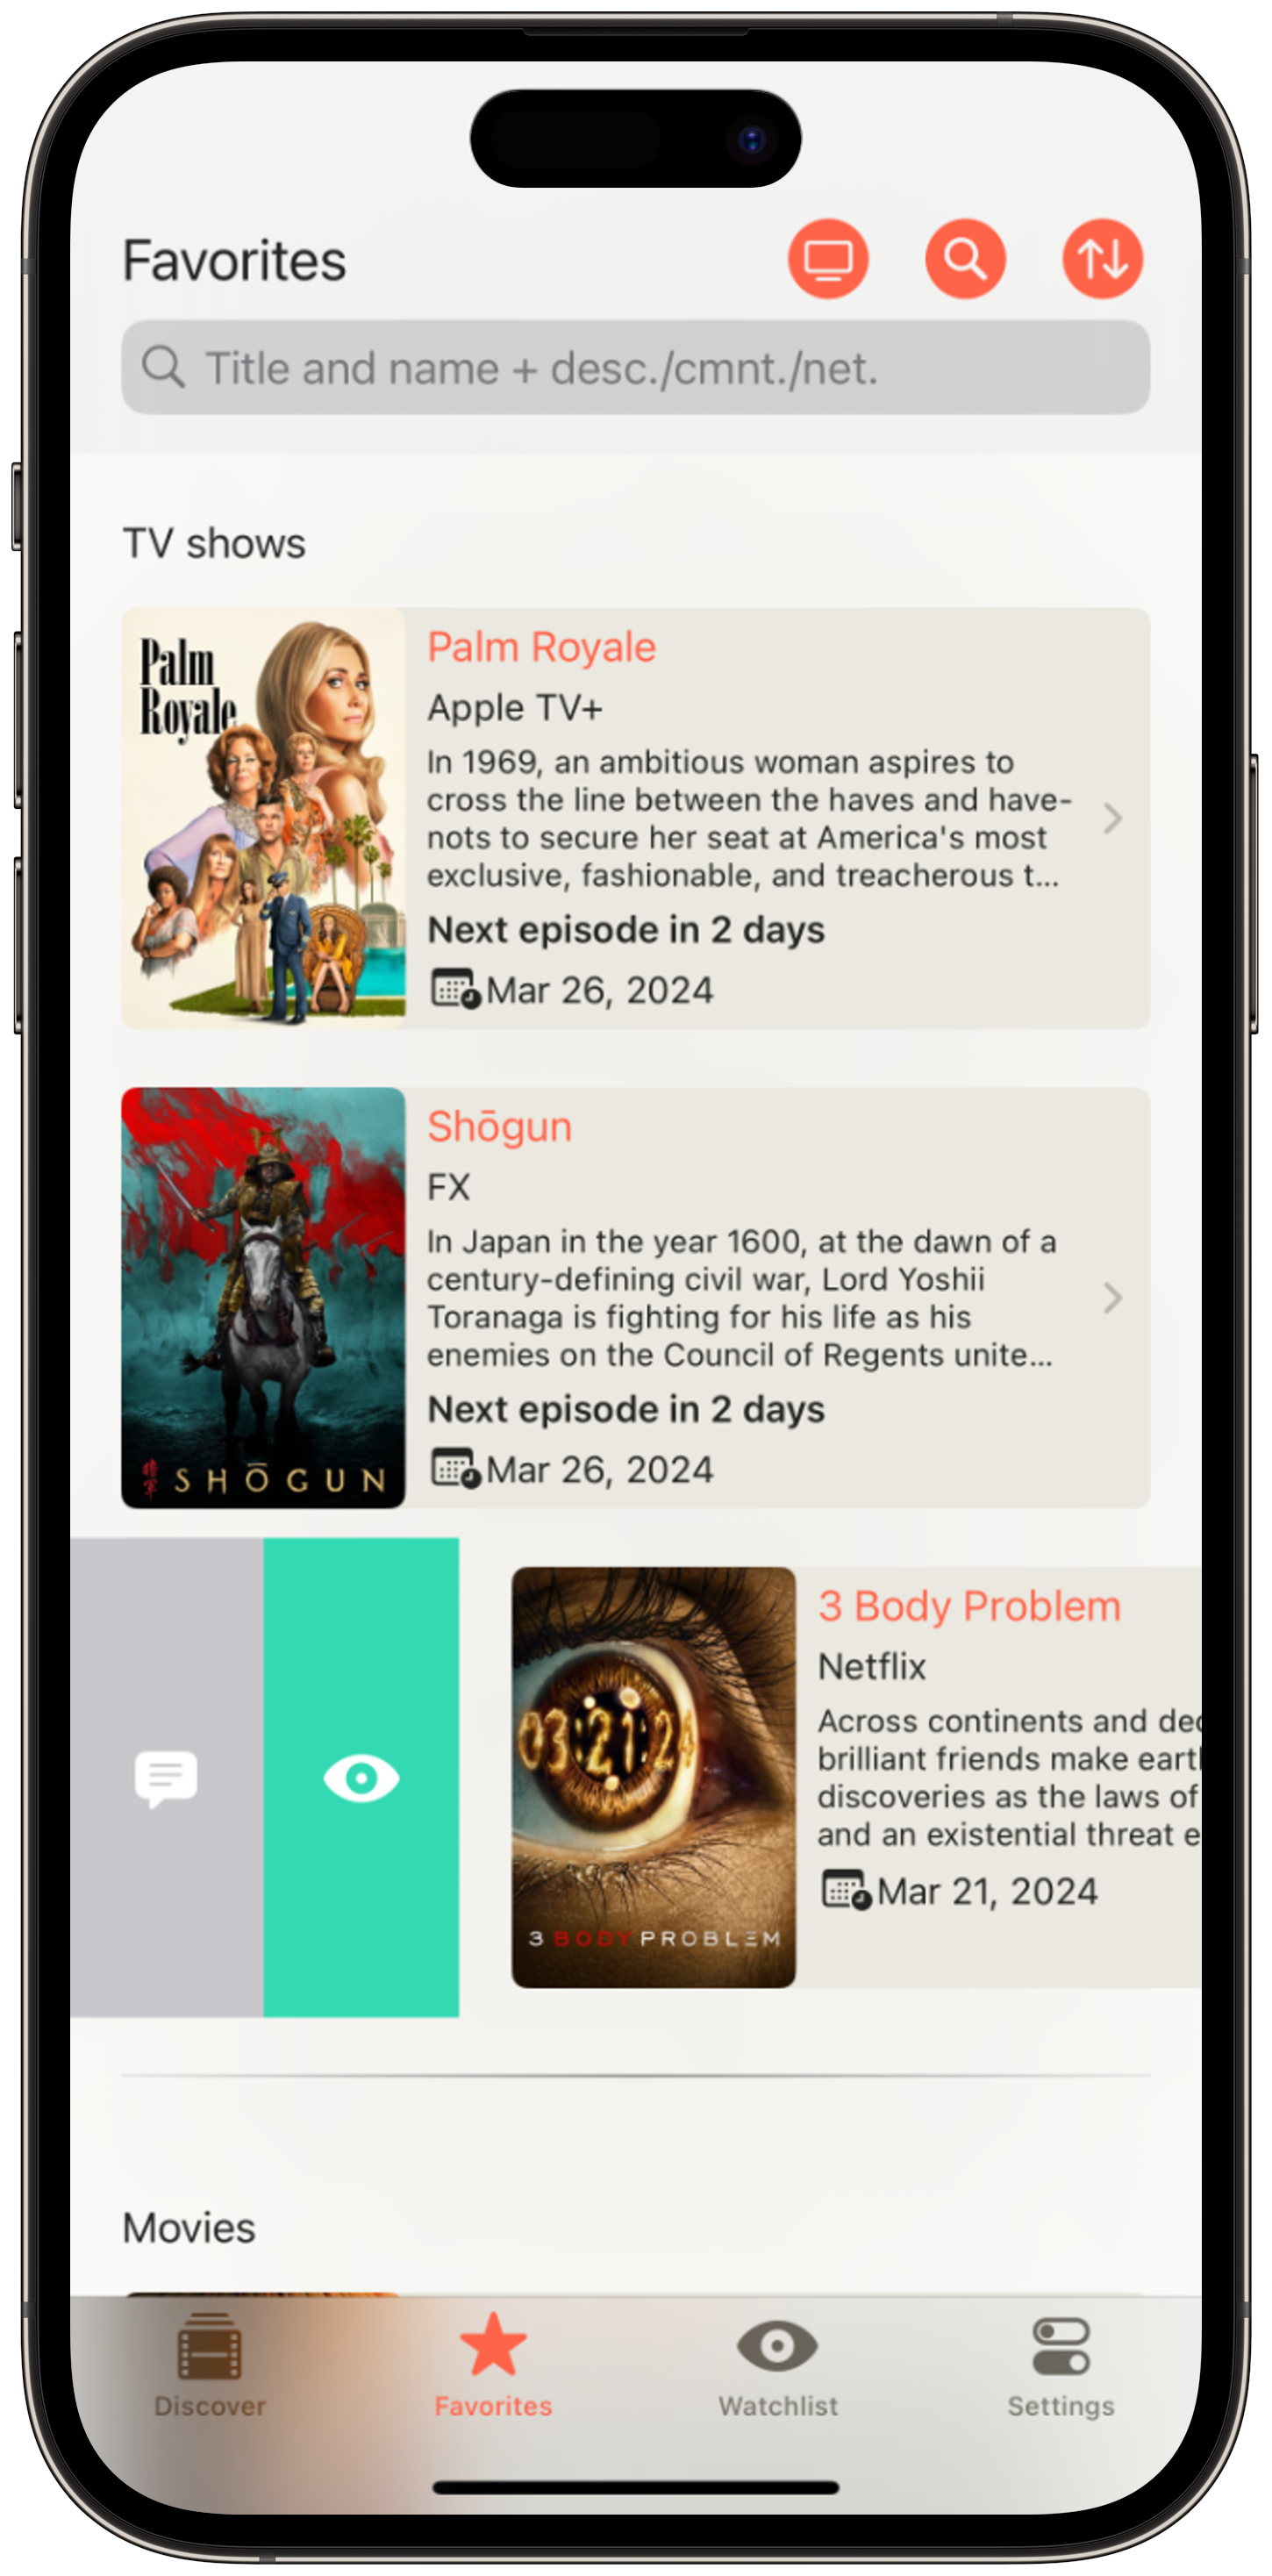 Favorites
Title and name + desc./cmnt./net.
TV shows
Palm
Royale
Palm Royale
Apple TV+
In 1969, an ambitious woman aspires to
cross the line between the haves and have-
nots to secure her seat at America's most
exclusive, fashionable, and treacherous t...
Next episode in 2 days
Mar 26, 2024
将軍 SHŌGUN
Shōgun
FX
In Japan in the year 1600, at the dawn of a
century-defining civil war, Lord Yoshii
Toranaga is fighting for his life as his
enemies on the Council of Regents unite...
Next episode in 2 days
Mar 26, 2024
03:21:24
3 BODY PROBLEM
3 Body Problem
Netflix
Across continents and dec
brilliant friends make eart
discoveries as the laws of
and an existential threat e
Mar 21, 2024
Movies
Discover
Favorites
Watchlist
Settings